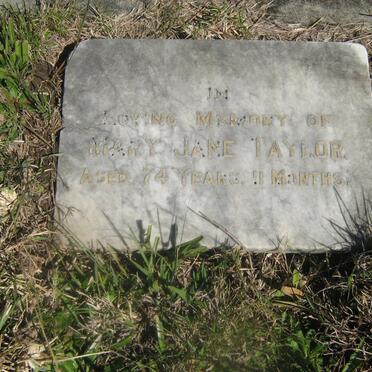 IN
LOVING MEMORY OF
MARY JANE TAYLOR
AGED 74 YEARS, 11 MONTHS.